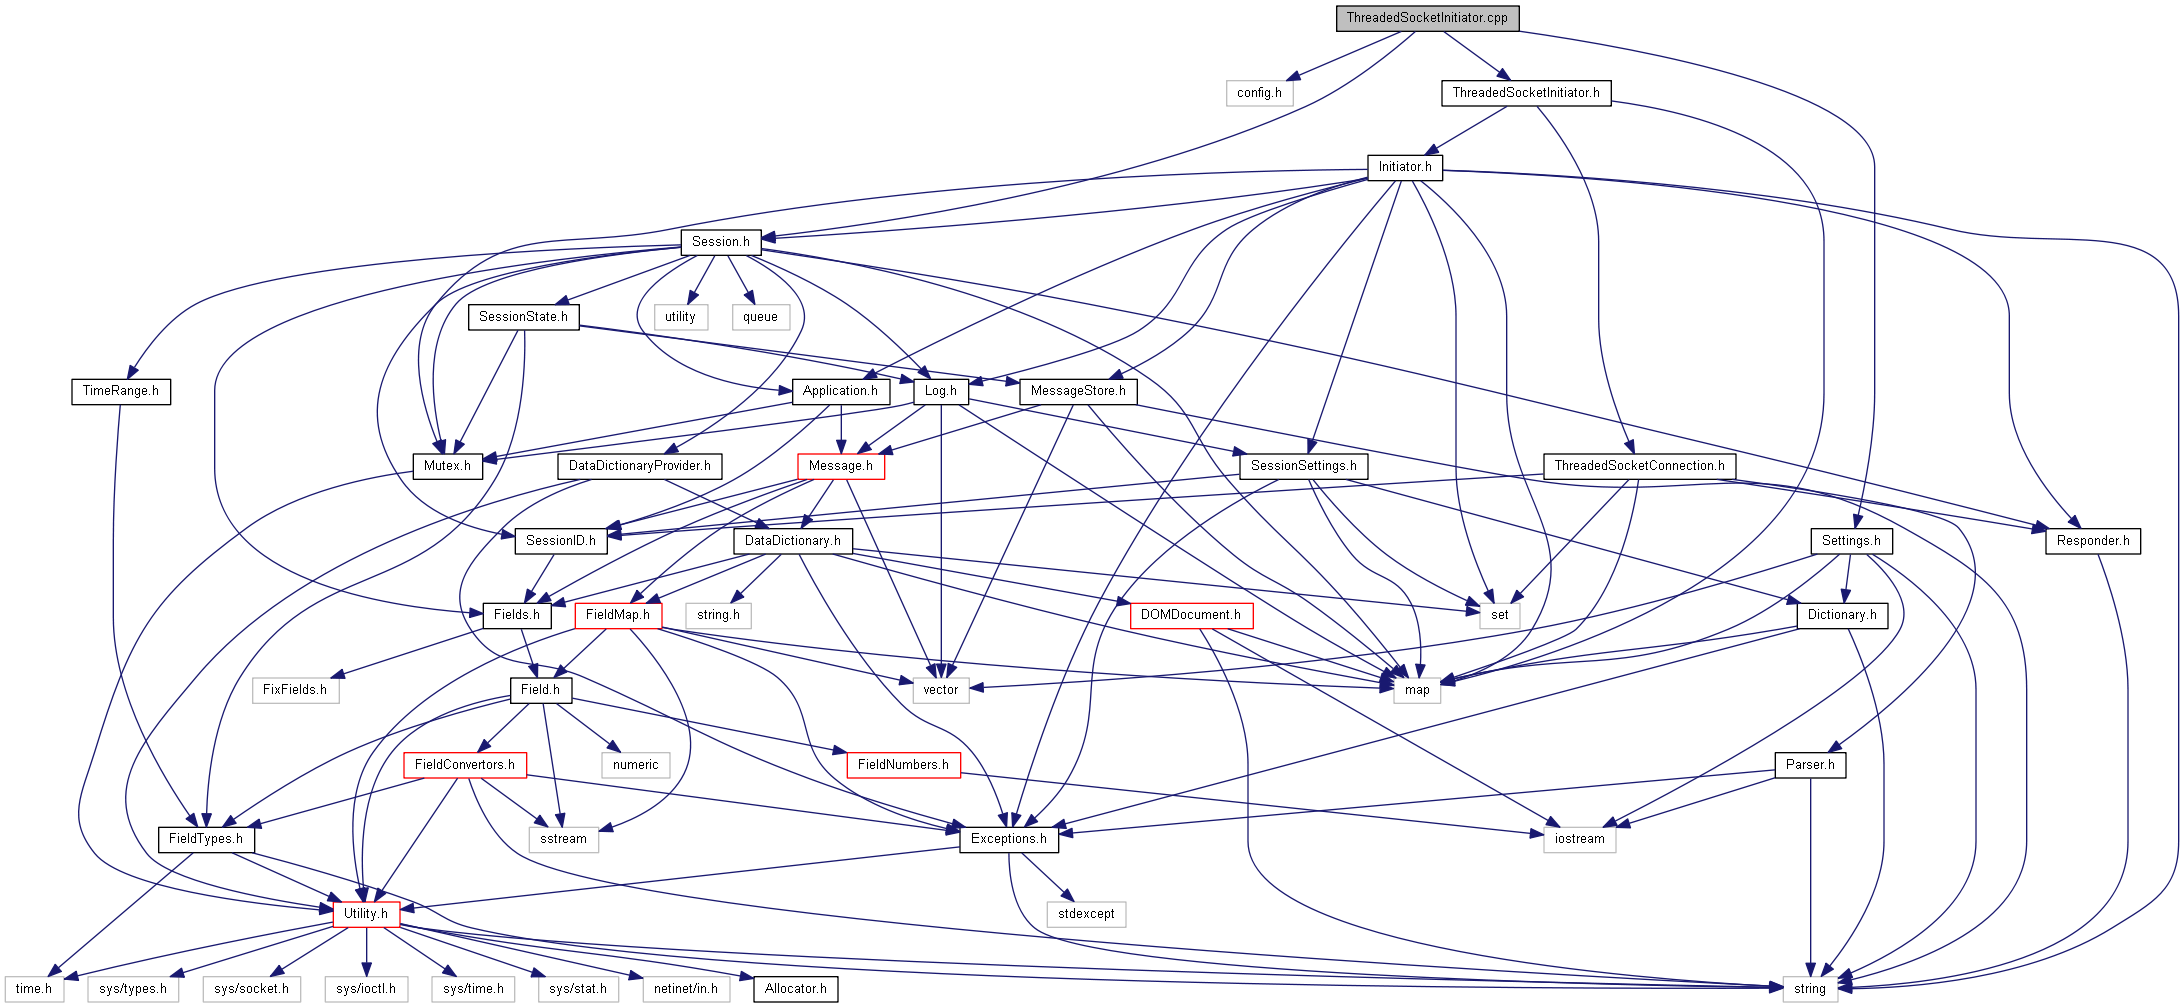 ThreadedSocketInitiator.cpp
config.h
ThreadedSocketInitiator.h
Initiator.h
Session.h
SessionState.h
utility
queue
TimeRange.h
Application.h
Log.h
MessageStore.h
Mutex.h
DataDictionaryProvider.h
Message.h
SessionSettings.h
ThreadedSocketConnection.h
SessionID.h
DataDictionary.h
Settings.h
Responder.h
Fields.h
FieldMap.h
string.h
DOMDocument.h
set
Dictionary.h
FixFields.h
Field.h
vector
map
FieldConvertors.h
numeric
FieldNumbers.h
Parser.h
FieldTypes.h
sstream
Exceptions.h
iostream
Utility.h
stdexcept
time.h
sys/types.h
sys/socket.h
sys/ioctl.h
sys/time.h
sys/stat.h
netinet/in.h
Allocator.h
string